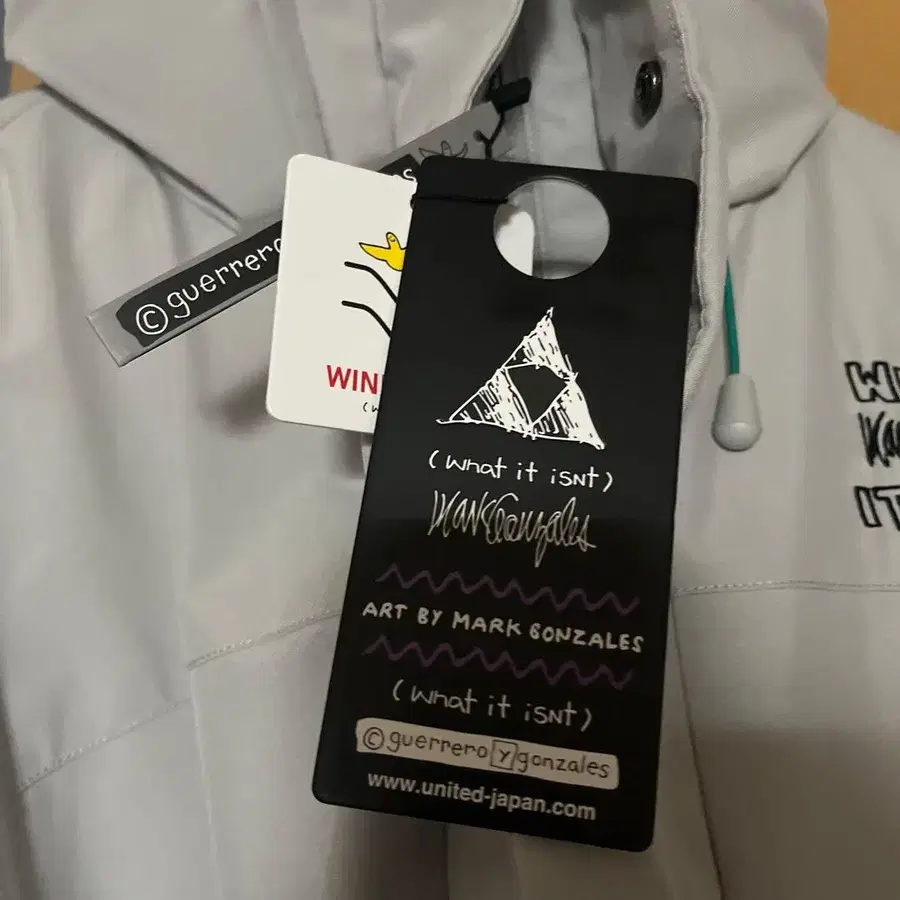 ©guerrero
WIN
(what it isNt)
MarkGonzales
ART BY MARK GONZALES
(what it isNt)
©guerrero y gonzales
www.united-japan.com
IT